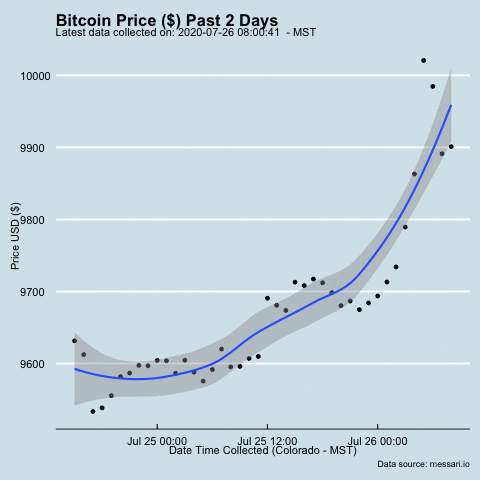 Bitcoin Price ($) Past 2 Days
Latest data collected on: 2020-07-26 08:00:41  - MST
10000
9900
9800
9700
9600
Price USD ($)
Jul 25 00:00
Jul 25 12:00
Jul 26 00:00
Date Time Collected (Colorado - MST)
Data source: messari.io